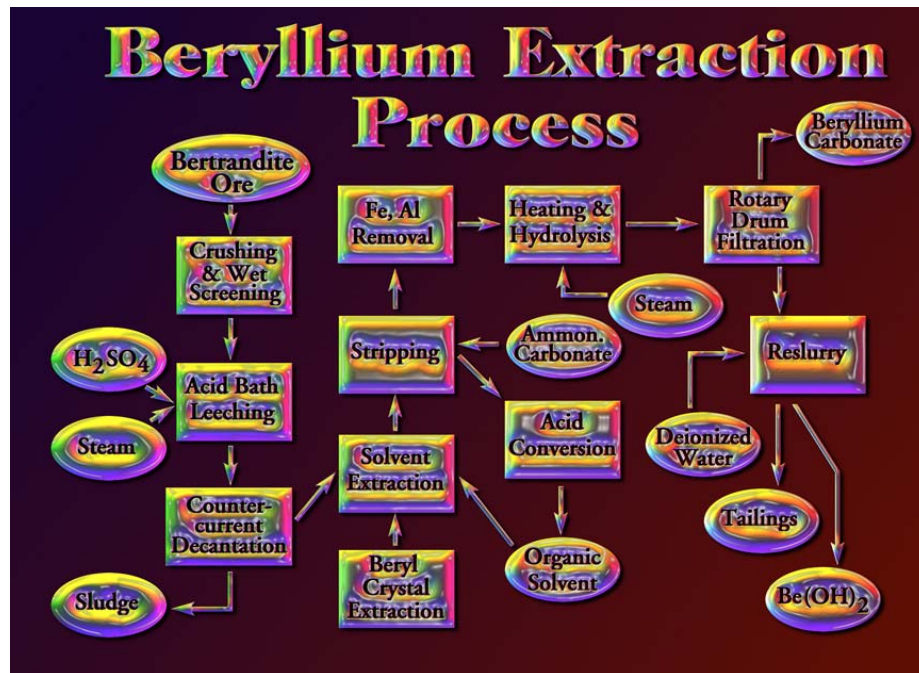 Beryllium Extraction
Process
Bertrandite
Ore
Crushing
& Wet
Screening
H₂SO₄
Acid Bath
Leeching
Steam
Counter-
current
Decantation
Sludge
Fe, Al
Removal
Stripping
Solvent
Extraction
Beryl
Crystal
Extraction
Heating &
Hydrolysis
Steam
Ammon.
Carbonate
Acid
Conversion
Organic
Solvent
Beryllium
Carbonate
Rotary
Drum
Filtration
Reslurry
Deionized
Water
Tailings
Be(OH)₂